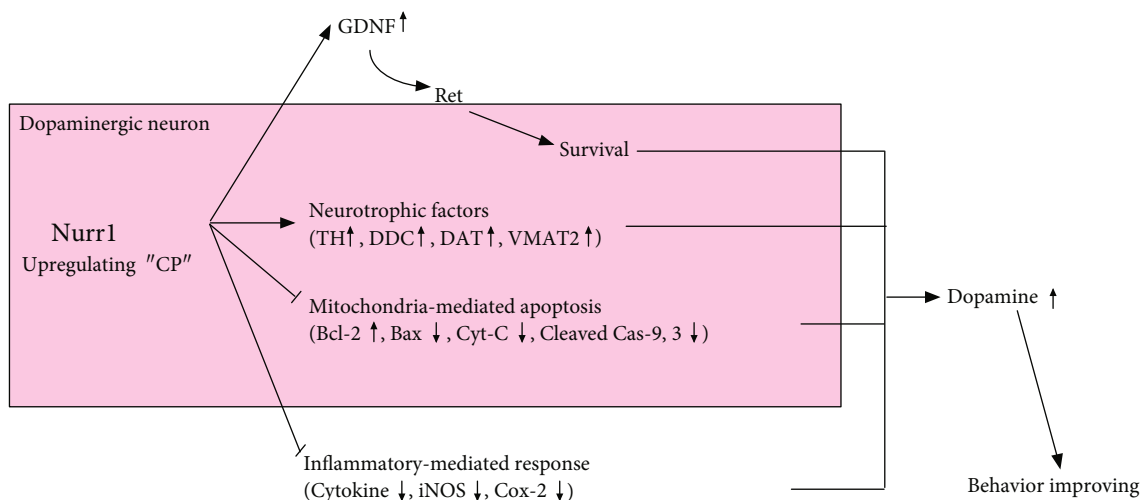 GDNF ↑
Ret
Dopaminergic neuron
Survival
Neurotrophic factors
(TH↑, DDC↑, DAT ↑, VMAT2 ↑)
Nurr1
Upregulating "CP"
Dopamine ↑
Mitochondria-mediated apoptosis
(Bcl-2 ↑, Bax ↓, Cyt-C ↓, Cleaved Cas-9, 3 ↓)
Inflammatory-mediated response
(Cytokine ↓, iNOS ↓, Cox-2 ↓)
Behavior improving